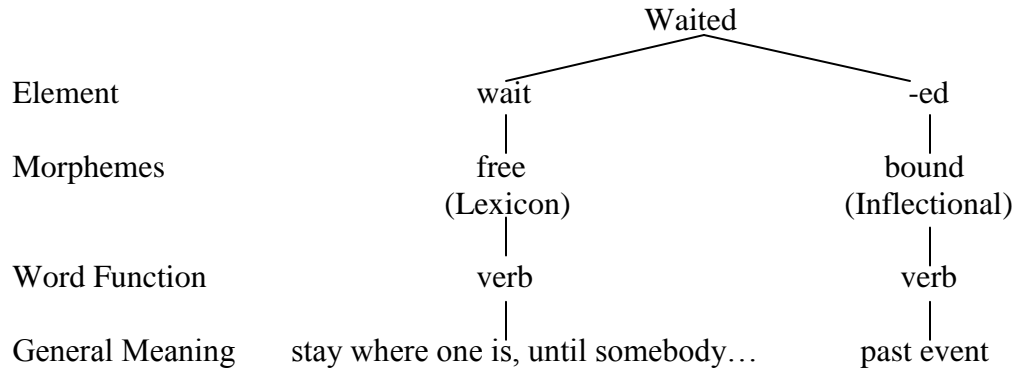 Waited
Element wait -ed
Morphemes free bound
(Lexicon) (Inflectional)
Word Function verb verb
General Meaning stay where one is, until somebody… past event